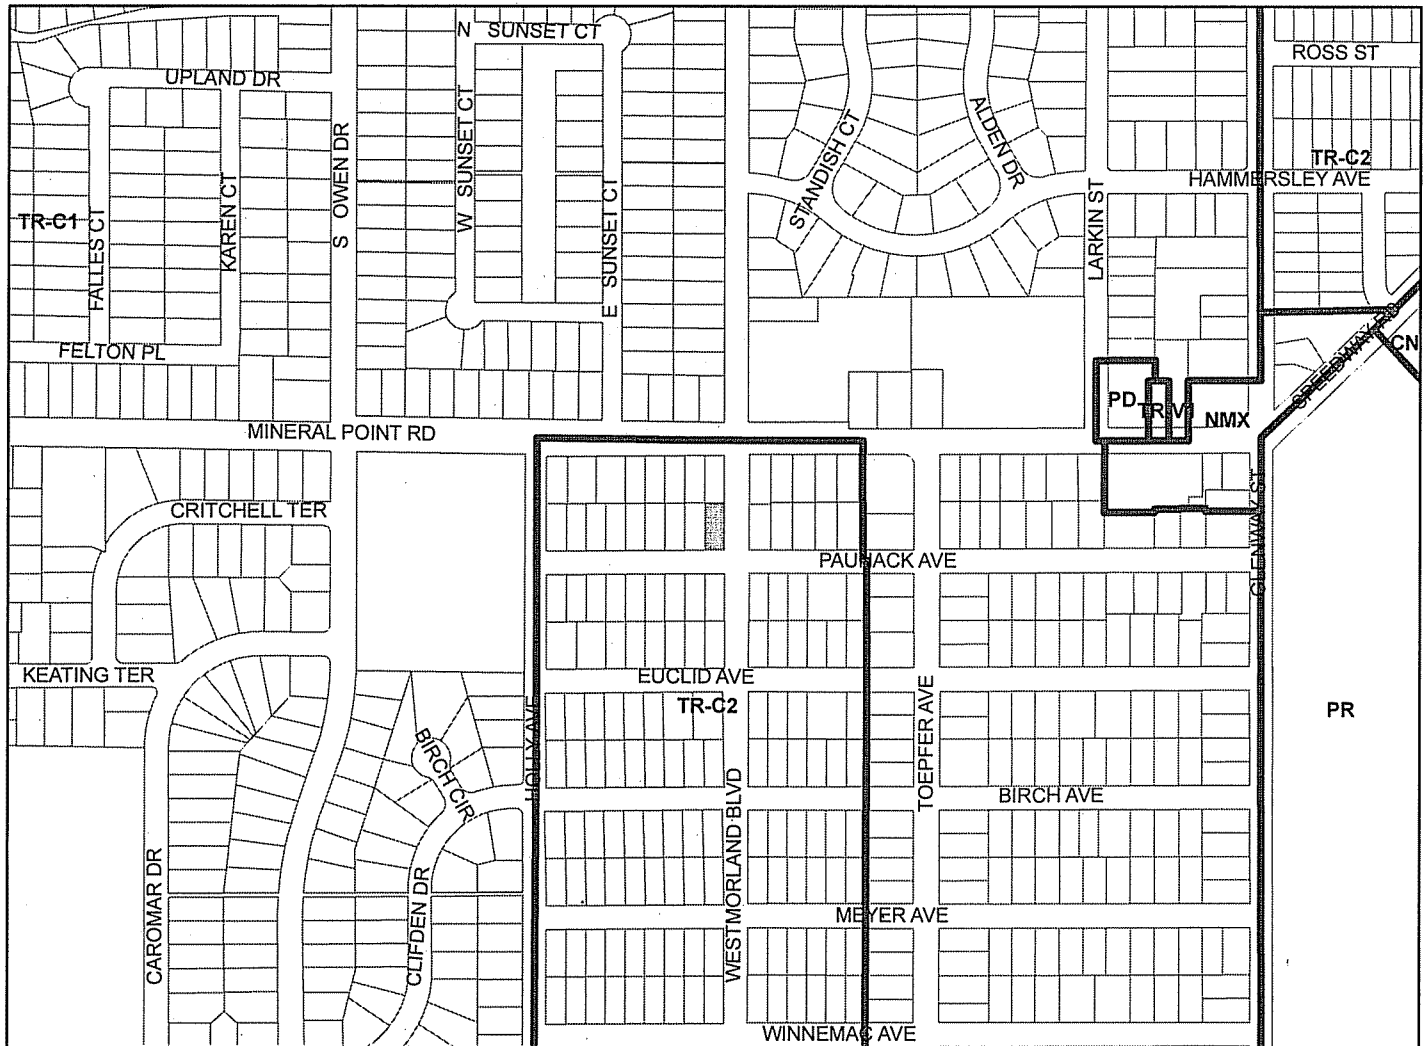 N SUNSET CT
ROSS ST
UPLAND DR
W SUNSET CT
S OWEN DR
STANDISH CT
ALDEN DR
TR-C2
HAMMERSLEY AVE
LARKIN ST
KAREN CT
E SUNSET CT
TR-C1
FALLES CT
SPEEDWAY RD
CN
FELTON PL
PD
NMX
MINERAL POINT RD
CRITCHELL TER
GLENWAY ST
PAUNACK AVE
KEATING TER
EUCLID AVE
TR-C2
PR
HOLLY AVE
TOEPFER AVE
BIRCH CIR
BIRCH AVE
WESTMORLAND BLVD
CAROMAR DR
CLIFDEN DR
MEYER AVE
WINNEMAC AVE